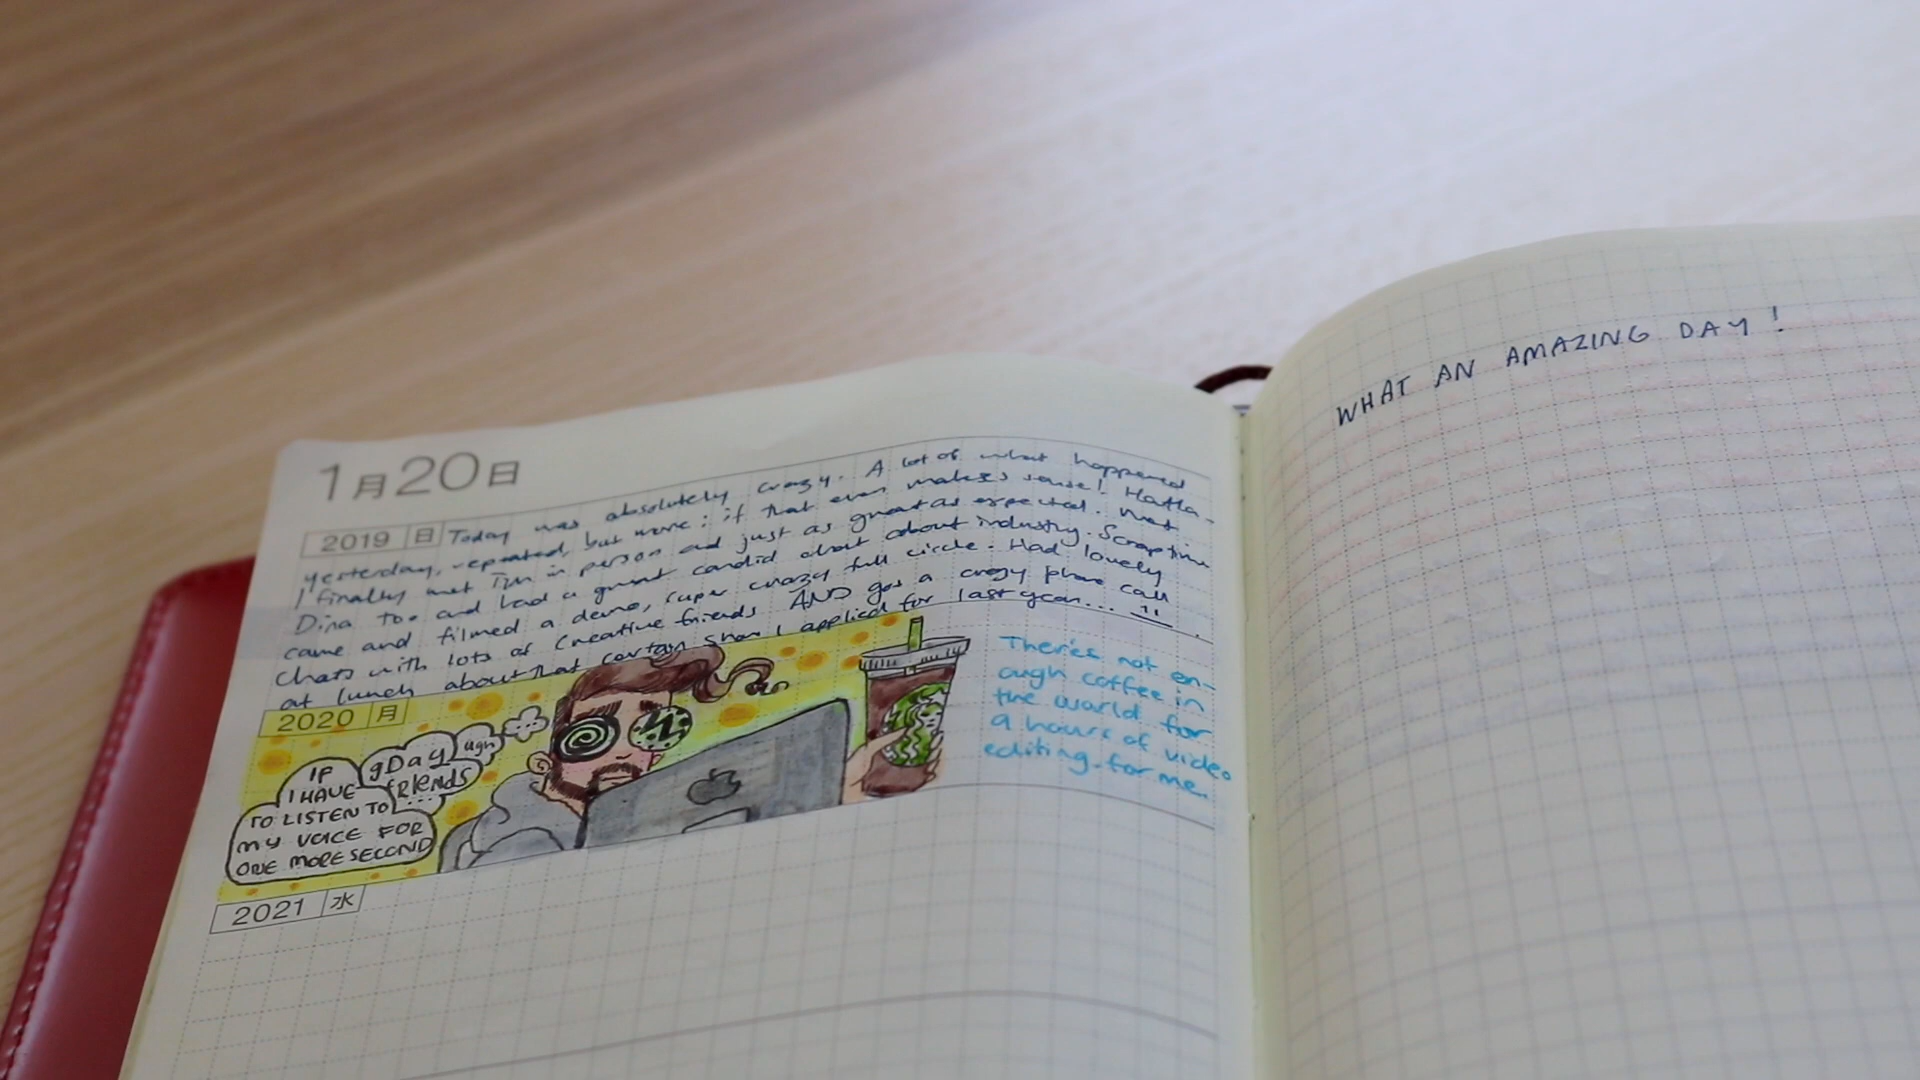 1月20日
2019 日 Today was absolutely crazy. A lot of what happened
yesterday, repeated, but more: if that even makes sense! Hatla-
I finally met Tim in person and just as great as expected. Met
Dina too and had a great candid chat about industry. Scraptime
came and filmed a demo, super crazy full circle. Had lovely
chats with lots of creative friends AND got a crazy phone call
at lunch about that certain show I applied for last year... !!
2020 月
IF
I HAVE
TO LISTEN TO
MY VOICE FOR
ONE MORE SECOND
gDay
fRIENdS
...
ugh
There's not en-
ough coffee in
the world for
9 hours of video
editing. for me.
2021 水
WHAT AN AMAZING DAY!